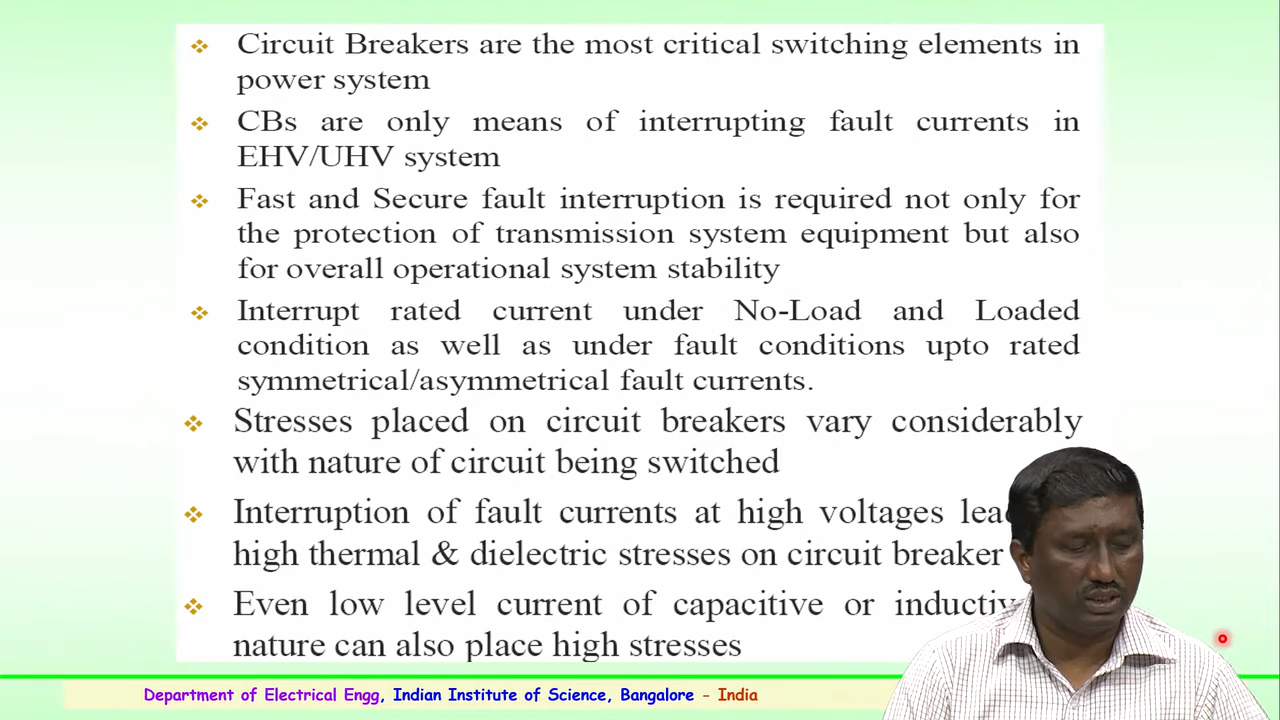 Circuit Breakers are the most critical switching elements in
power system
CBs are only means of interrupting fault currents in
EHV/UHV system
Fast and Secure fault interruption is required not only for
the protection of transmission system equipment but also
for overall operational system stability
Interrupt rated current under No-Load and Loaded
condition as well as under fault conditions upto rated
symmetrical/asymmetrical fault currents.
Stresses placed on circuit breakers vary considerably
with nature of circuit being switched
Interruption of fault currents at high voltages
high thermal & dielectric stresses on circuit breaker
Even low level current of capacitive or
nature can also place high stresses
Department of Electrical Engg, Indian Institute of Science, Bangalore - India